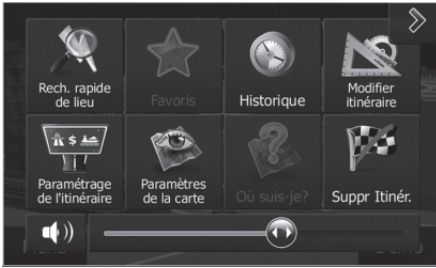 Rech. rapide
de lieu
Favoris
Historique
Modifier
itinéraire
Paramétrage
de l'itinéraire
Paramètres
de la carte
Où suis-je?
Suppr Itinér.